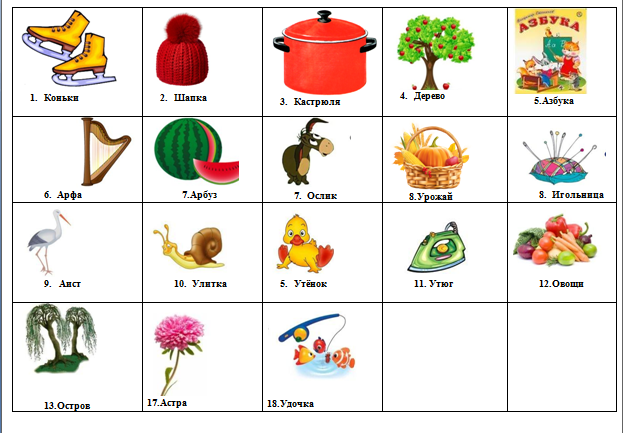 АЗБУКА
1. Коньки
2. Шапка
3. Кастрюля
4. Дерево
5.Азбука
6. Арфа
7.Арбуз
7. Ослик
8.Урожай
8. Игольница
9. Аист
10. Улитка
5. Утёнок
11. Утюг
12.Овощи
13.Остров
17.Астра
18.Удочка